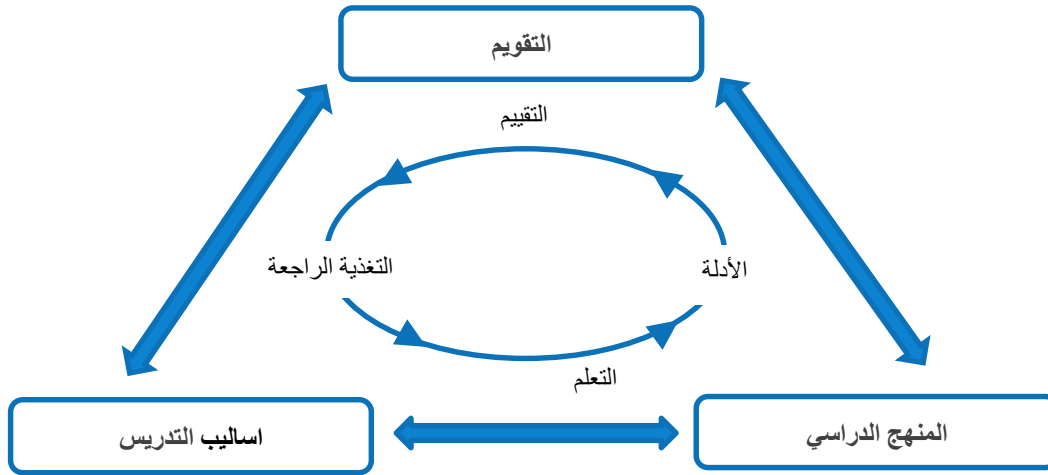 التقويم
التقييم
الأدلة
التغذية الراجعة
التعلم
المنهج الدراسي
اساليب التدريس